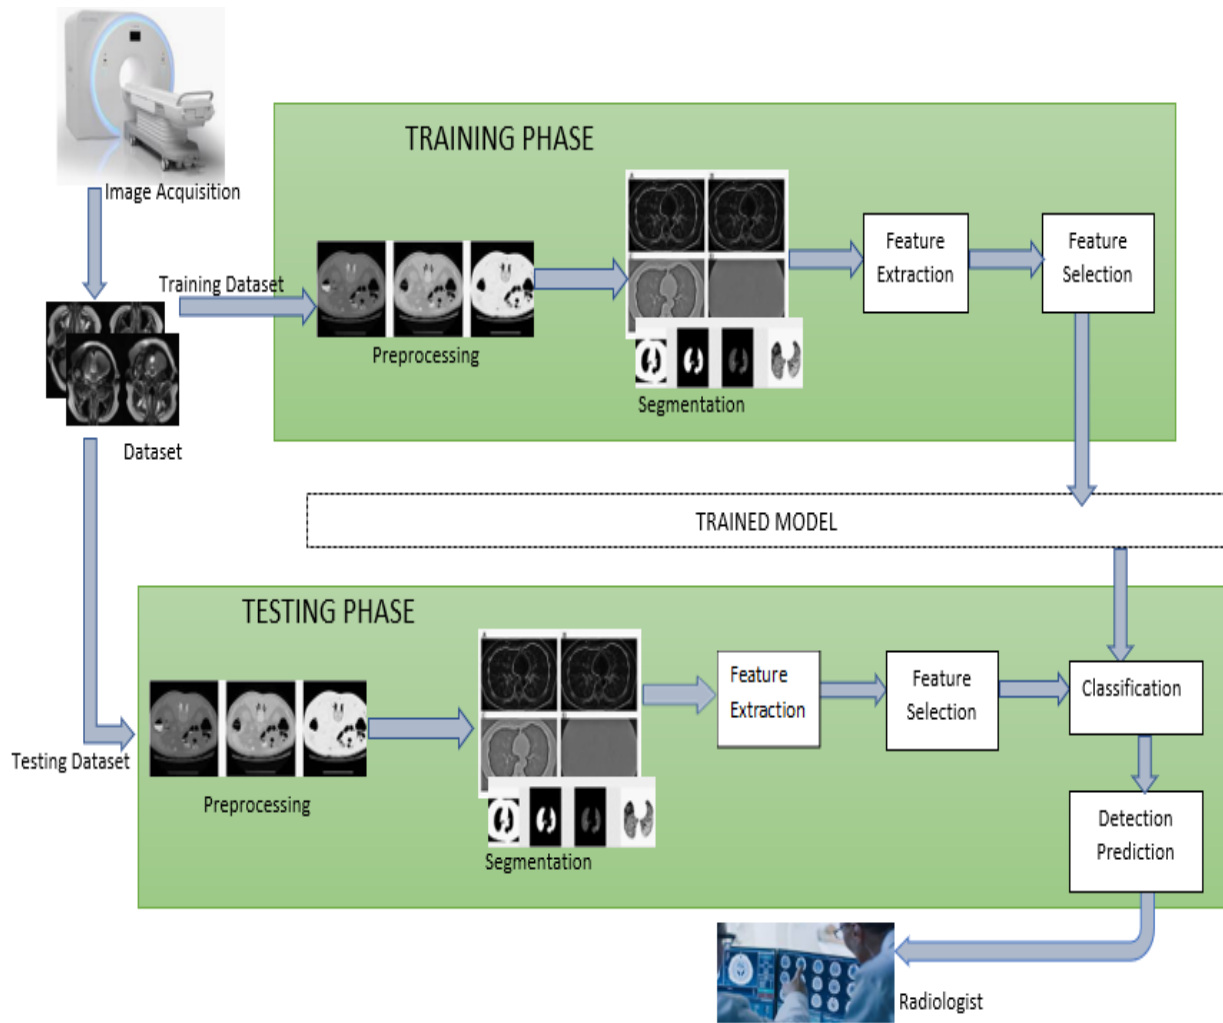 TRAINING PHASE
Image Acquisition
Training Dataset
Preprocessing
Segmentation
Feature
Extraction
Feature
Selection
Dataset
TRAINED MODEL
TESTING PHASE
Testing Dataset
Preprocessing
Segmentation
Feature
Extraction
Feature
Selection
Classification
Detection
Prediction
Radiologist